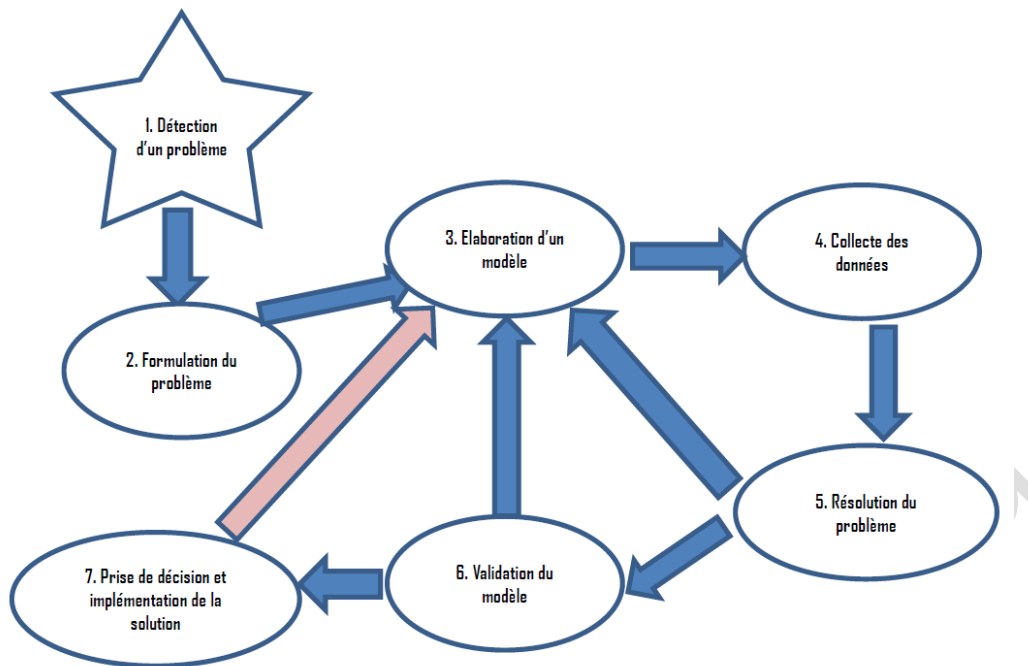 1. Détection
d'un problème
3. Elaboration d'un
modèle
4. Collecte des
données
2. Formulation du
problème
5. Résolution du
problème
6. Validation du
modèle
7. Prise de décision et
implémentation de la
solution